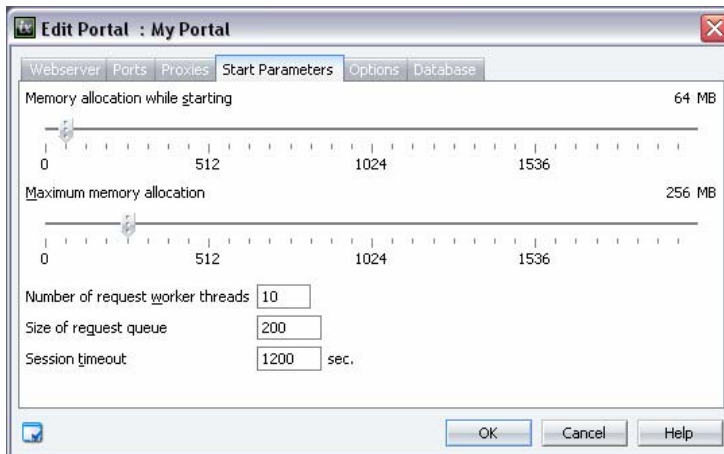 ix Edit Portal : My Portal
Webserver Ports Proxies Start Parameters Options Database
Memory allocation while starting 64 MB
0 512 1024 1536
Maximum memory allocation 256 MB
0 512 1024 1536
Number of request worker threads 10
Size of request queue 200
Session timeout 1200 sec.
OK Cancel Help